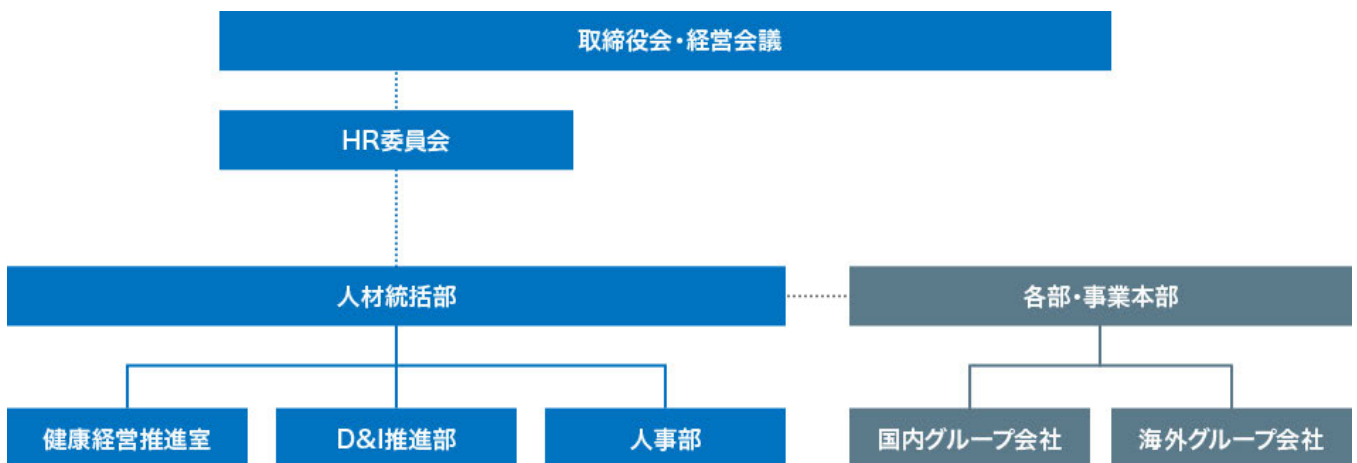 取締役会・経営会議
HR委員会
人材統括部
各部・事業本部
健康経営推進室
D&I推進部
人事部
国内グループ会社
海外グループ会社